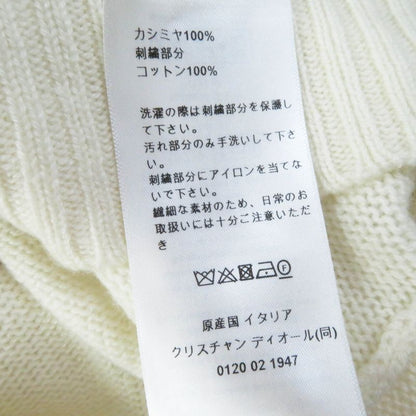 カシミヤ100%
刺繍部分
コットン100%
洗濯の際は刺繍部分を保護し
て下さい。
汚れ部分のみ手洗いして下さ
い。
刺繍部分にアイロンを当てな
いで下さい。
繊細な素材のため、日常のお
取扱いには十分ご注意いただ
き
原産国 イタリア
クリスチャン ディオール(同)
0120 02 1947